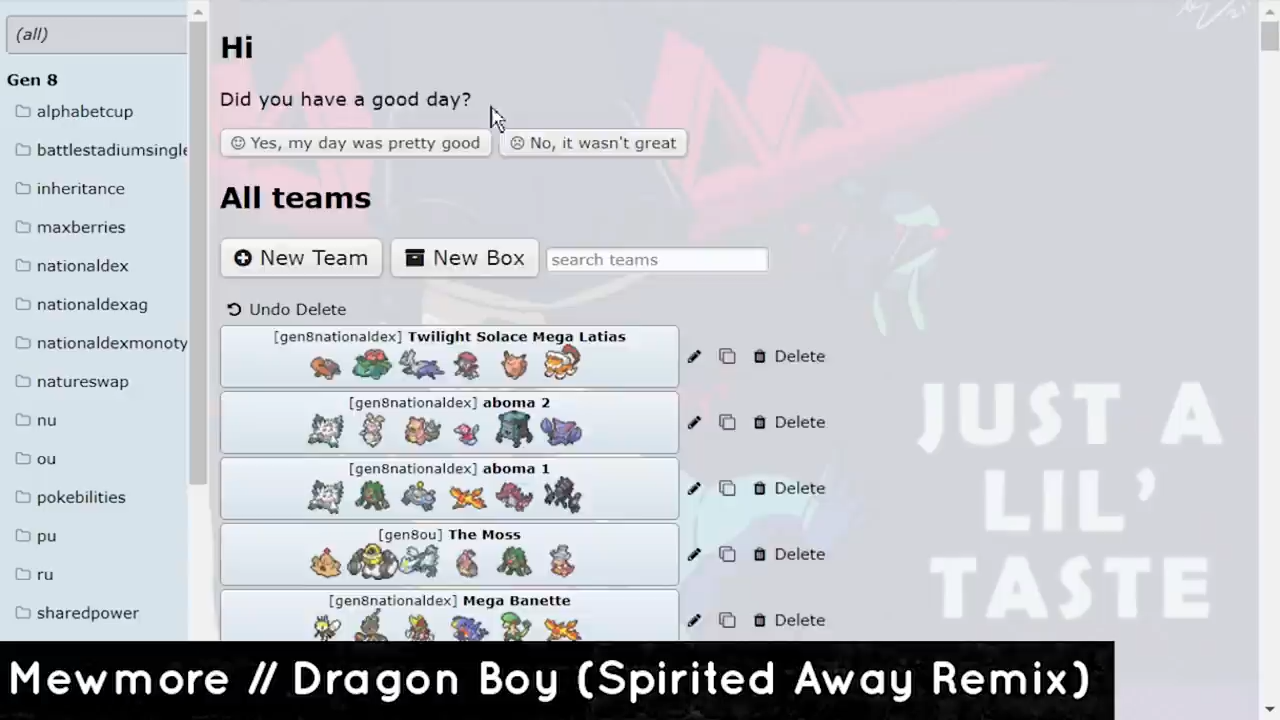 (all)
Gen 8
alphabetcup
battlestadiumsingle
inheritance
maxberries
nationaldex
nationaldexag
nationaldexmonoty
natureswap
nu
ou
pokebilities
pu
ru
sharedpower
Hi
Did you have a good day?
Yes, my day was pretty good
No, it wasn't great
All teams
New Team
New Box
search teams
Undo Delete
[gen8nationaldex] Twilight Solace Mega Latias
Delete
[gen8nationaldex] aboma 2
Delete
[gen8nationaldex] aboma 1
Delete
[gen8ou] The Moss
Delete
[gen8nationaldex] Mega Banette
Delete
JUST A
LIL'
TASTE
Mewmore // Dragon Boy (Spirited Away Remix)